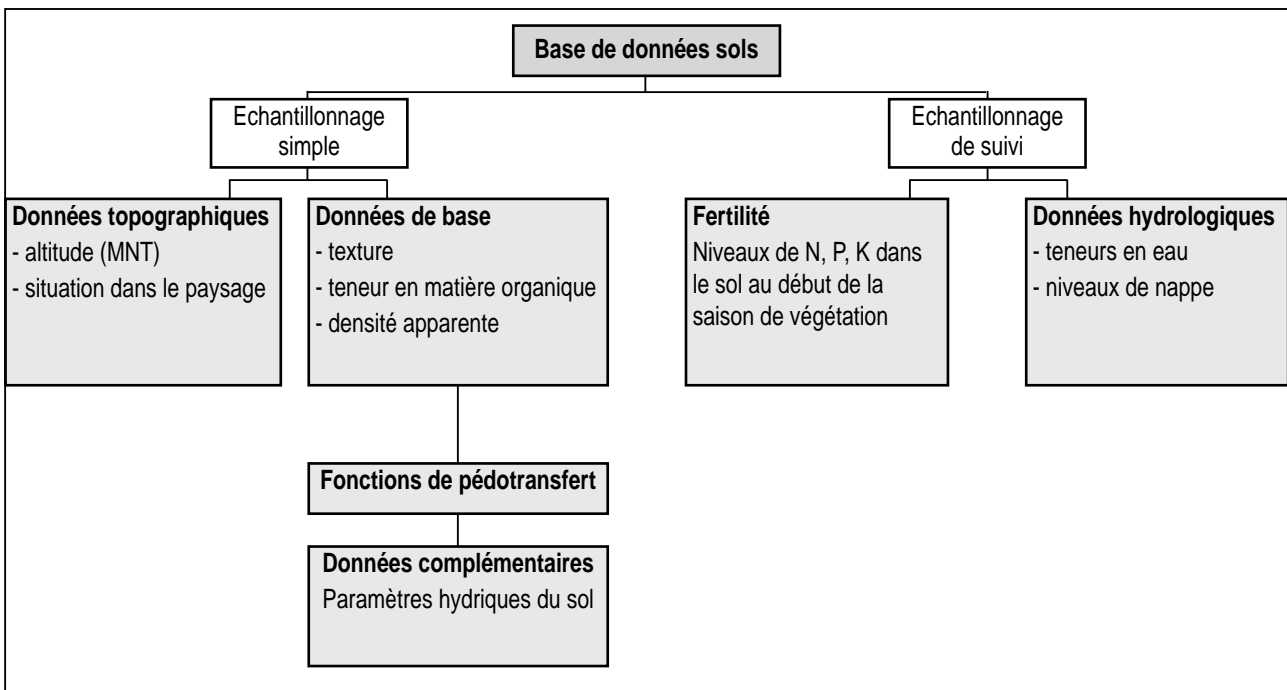 Base de données sols
Echantillonnage
simple
Echantillonnage
de suivi
Données topographiques
- altitude (MNT)
- situation dans le paysage
Données de base
- texture
- teneur en matière organique
- densité apparente
Fertilité
Niveaux de N, P, K dans
le sol au début de la
saison de végétation
Données hydrologiques
- teneurs en eau
- niveaux de nappe
Fonctions de pédotransfert
Données complémentaires
Paramètres hydriques du sol